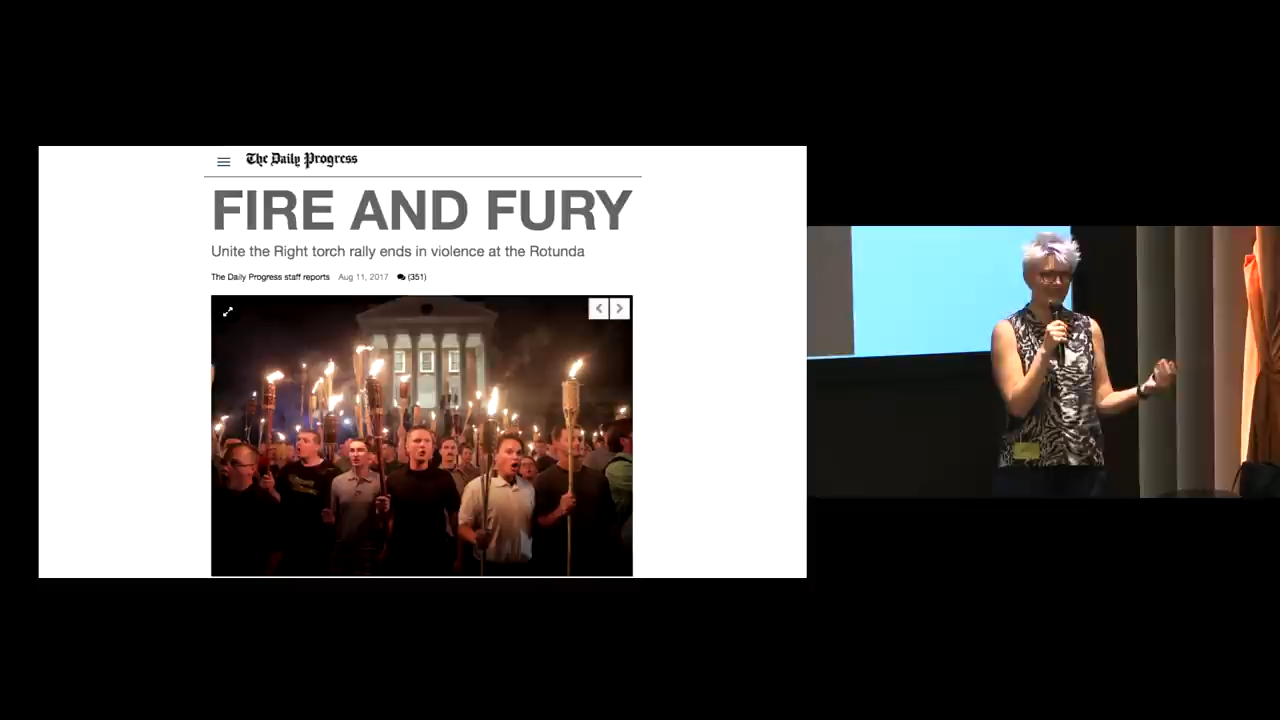 The Daily Progress
FIRE AND FURY
Unite the Right torch rally ends in violence at the Rotunda
The Daily Progress staff reports Aug 11, 2017 (351)